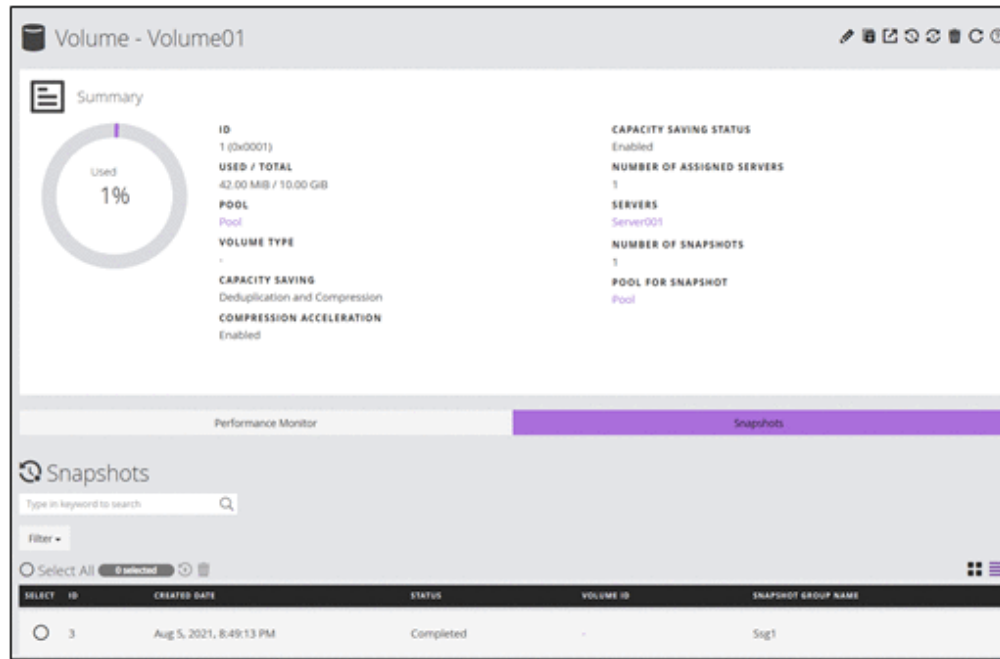 Volume - Volume01
Summary
Used
1%
ID
1 (0x0001)
USED / TOTAL
42.00 MiB / 10.00 GiB
POOL
Pool
VOLUME TYPE
-
CAPACITY SAVING
Deduplication and Compression
COMPRESSION ACCELERATION
Enabled
CAPACITY SAVING STATUS
Enabled
NUMBER OF ASSIGNED SERVERS
1
SERVERS
Server001
NUMBER OF SNAPSHOTS
1
POOL FOR SNAPSHOT
Pool
Performance Monitor Snapshots
Snapshots
Type in keyword to search
Filter
Select All 0 selected
SELECT ID CREATED DATE STATUS VOLUME ID SNAPSHOT GROUP NAME
3 Aug 5, 2021, 8:49:13 PM Completed - Ssg1